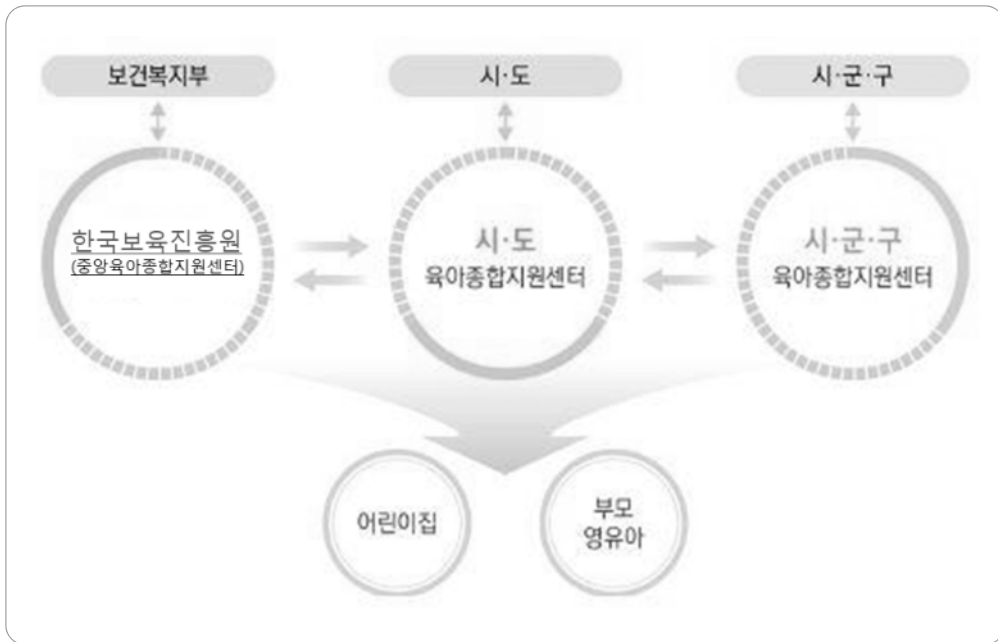 보건복지부
시·도
시·군·구
한국보육진흥원
(중앙육아종합지원센터)
시·도
육아종합지원센터
시·군·구
육아종합지원센터
어린이집
부모
영유아